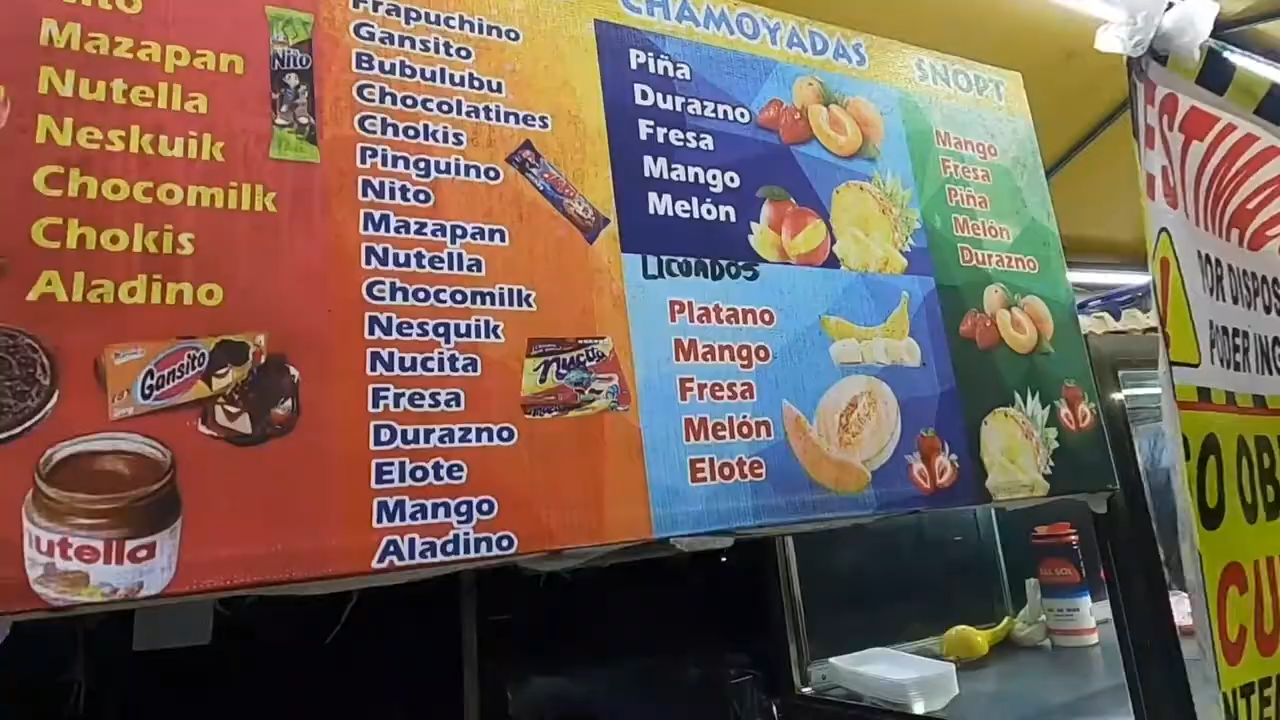 Mazapan
Nutella
Neskuik
Chocomilk
Chokis
Aladino
Nito
Gansito
utella
Frapuchino
Gansito
Bubulubu
Chocolatines
Chokis
Pinguino
Nito
Mazapan
Nutella
Chocomilk
Nesquik
Nucita
Fresa
Durazno
Elote
Mango
Aladino
Nucita
CHAMOYADAS
Piña
Durazno
Fresa
Mango
Melón
LICUADOS
Platano
Mango
Fresa
Melón
Elote
SNOPT
Mango
Fresa
Piña
Melón
Durazno
ESTIMA
POR DISPOS
PODER ING
O OB
CU
NTE